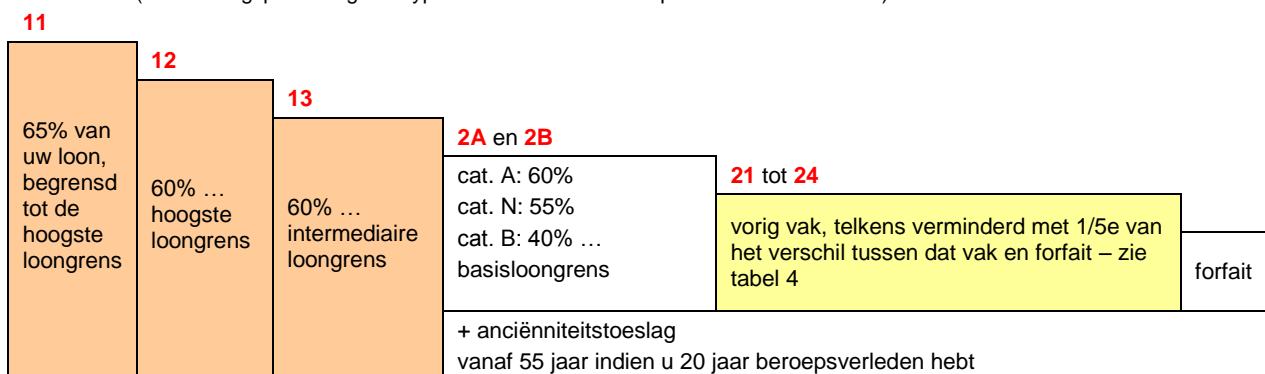 11
65% van
uw loon,
begrensd
tot de
hoogste
loongrens
12
60% …
hoogste
loongrens
13
60% …
intermediaire
loongrens
2A en 2B
cat. A: 60%
cat. N: 55%
cat. B: 40% …
basisloongrens
21 tot 24
vorig vak, telkens verminderd met 1/5e van
het verschil tussen dat vak en forfait – zie
tabel 4
forfait
+ anciënniteitstoeslag
vanaf 55 jaar indien u 20 jaar beroepsverleden hebt